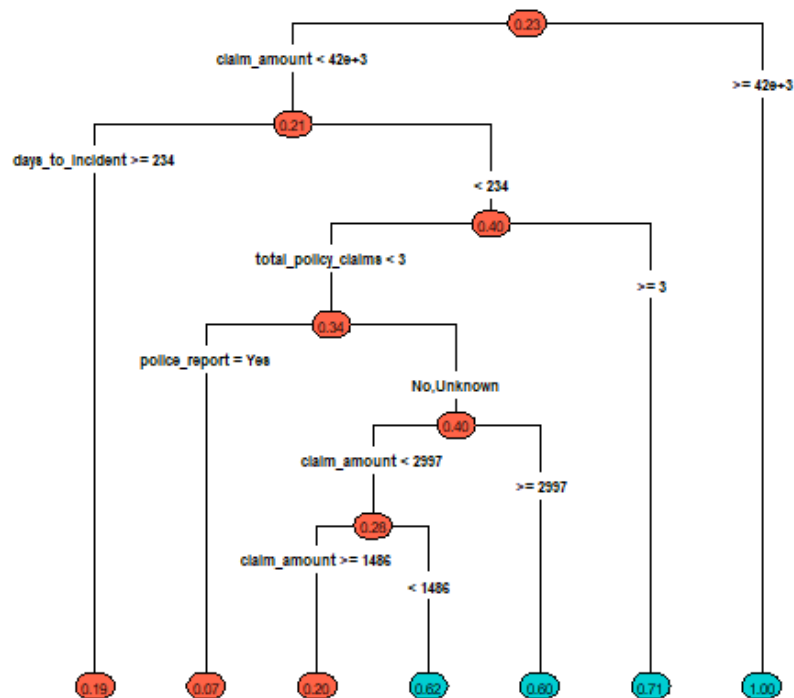 0.23
claim_amount < 42e+3
>= 42e+3
0.21
days_to_incident >= 234
< 234
0.40
total_policy_claims < 3
>= 3
0.34
police_report = Yes
No,Unknown
0.40
claim_amount < 2997
>= 2997
0.28
claim_amount >= 1486
< 1486
0.19 0.07 0.20 0.62 0.60 0.71 1.00